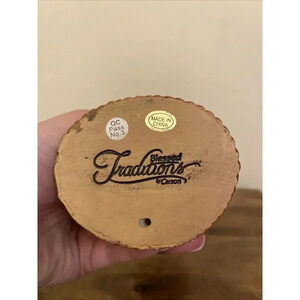 QC
Pass
No.3
MADE IN
CHINA
Blessed
Traditions
by Carson